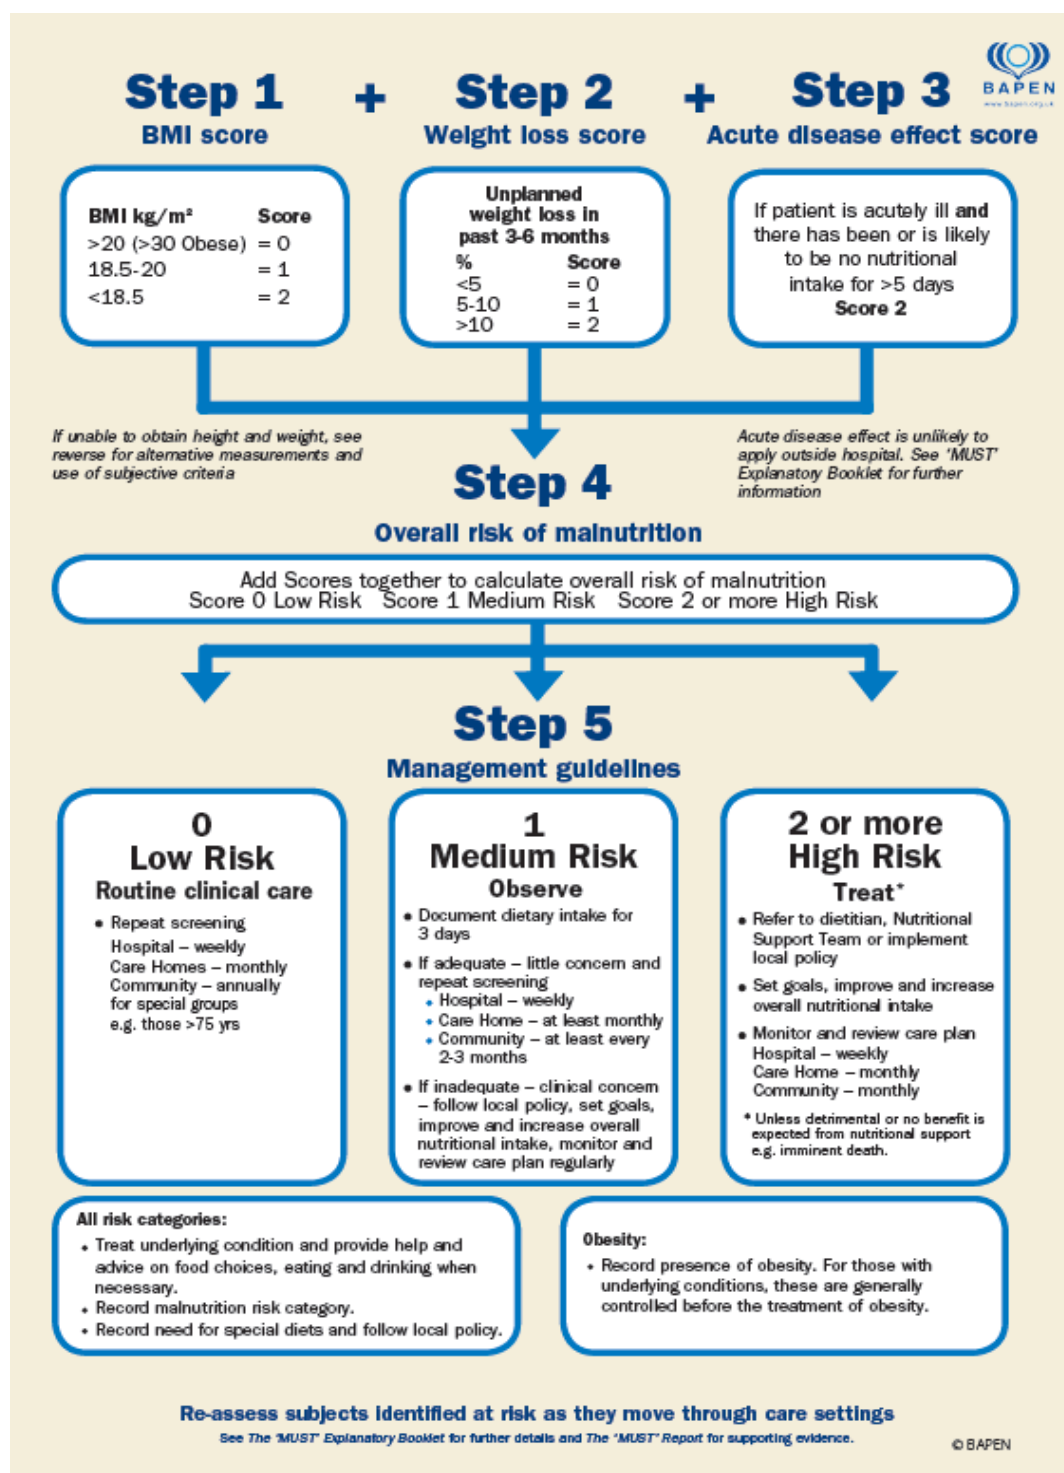 BAPEN
www.bapen.org.uk
Step 1 + Step 2 + Step 3
BMI score
Weight loss score
Acute disease effect score
BMI kg/m² Score
>20 (>30 Obese) = 0
18.5-20 = 1
<18.5 = 2
Unplanned
weight loss in
past 3-6 months
% Score
<5 = 0
5-10 = 1
>10 = 2
If patient is acutely ill and
there has been or is likely
to be no nutritional
intake for >5 days
Score 2
If unable to obtain height and weight, see
reverse for alternative measurements and
use of subjective criteria
Acute disease effect is unlikely to
apply outside hospital. See 'MUST'
Explanatory Booklet for further
information
Step 4
Overall risk of malnutrition
Add Scores together to calculate overall risk of malnutrition
Score 0 Low Risk Score 1 Medium Risk Score 2 or more High Risk
Step 5
Management guidelines
0
Low Risk
Routine clinical care
• Repeat screening
Hospital – weekly
Care Homes – monthly
Community – annually
for special groups
e.g. those >75 yrs
1
Medium Risk
Observe
• Document dietary intake for
3 days
• If adequate – little concern and
repeat screening
• Hospital – weekly
• Care Home – at least monthly
• Community – at least every
2-3 months
• If inadequate – clinical concern
– follow local policy, set goals,
improve and increase overall
nutritional intake, monitor and
review care plan regularly
2 or more
High Risk
Treat*
• Refer to dietitian, Nutritional
Support Team or implement
local policy
• Set goals, improve and increase
overall nutritional intake
• Monitor and review care plan
Hospital – weekly
Care Home – monthly
Community – monthly
* Unless detrimental or no benefit is
expected from nutritional support
e.g. imminent death.
All risk categories:
• Treat underlying condition and provide help and
advice on food choices, eating and drinking when
necessary.
• Record malnutrition risk category.
• Record need for special diets and follow local policy.
Obesity:
• Record presence of obesity. For those with
underlying conditions, these are generally
controlled before the treatment of obesity.
Re-assess subjects identified at risk as they move through care settings
See The 'MUST' Explanatory Booklet for further details and The 'MUST' Report for supporting evidence.
© BAPEN